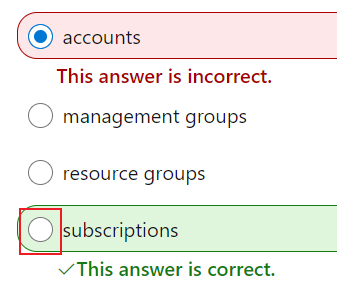 accounts
This answer is incorrect.
management groups
resource groups
subscriptions
This answer is correct.